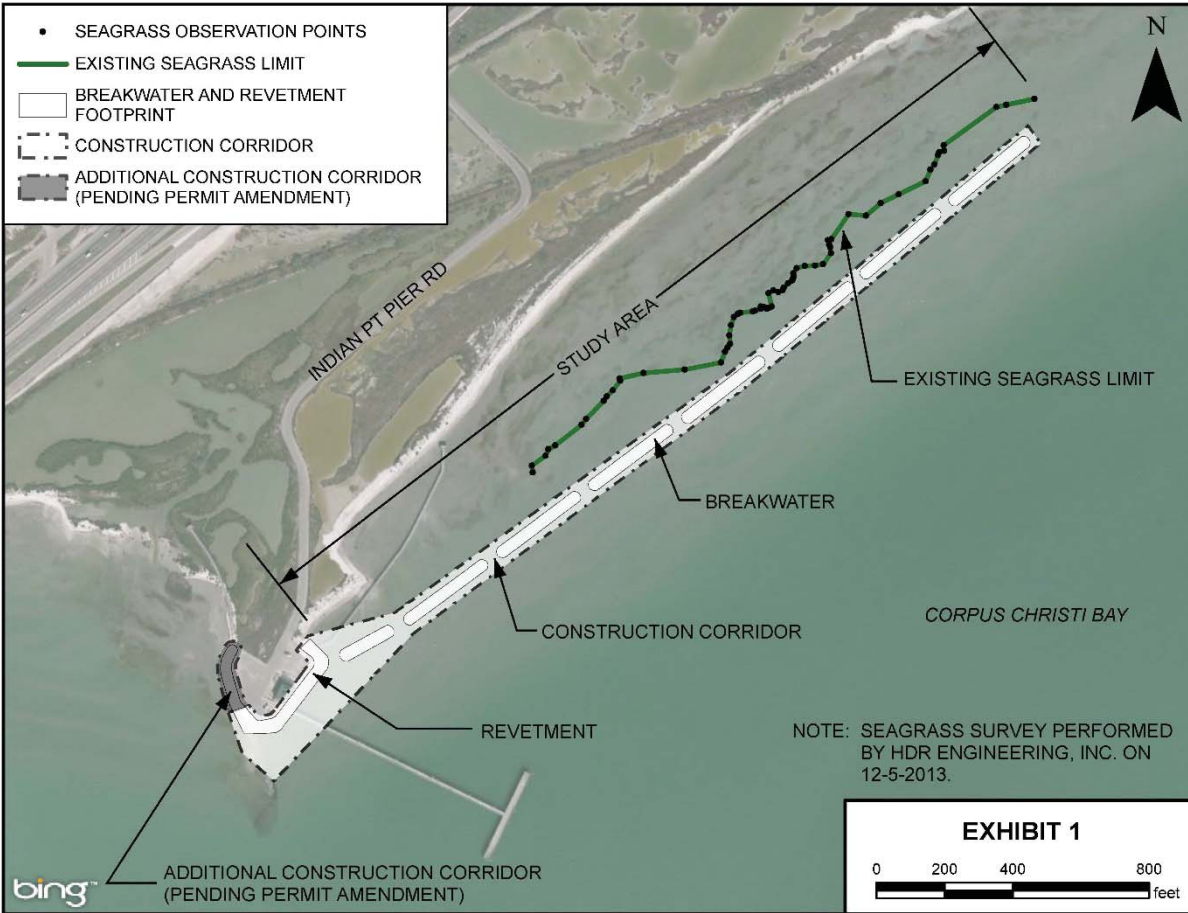 SEAGRASS OBSERVATION POINTS
EXISTING SEAGRASS LIMIT
BREAKWATER AND REVETMENT
FOOTPRINT
CONSTRUCTION CORRIDOR
ADDITIONAL CONSTRUCTION CORRIDOR
(PENDING PERMIT AMENDMENT)
N
INDIAN PT PIER RD
STUDY AREA
EXISTING SEAGRASS LIMIT
BREAKWATER
CONSTRUCTION CORRIDOR
CORPUS CHRISTI BAY
REVETMENT
NOTE: SEAGRASS SURVEY PERFORMED
BY HDR ENGINEERING, INC. ON
12-5-2013.
ADDITIONAL CONSTRUCTION CORRIDOR
(PENDING PERMIT AMENDMENT)
bing™
EXHIBIT 1
0 200 400 800
feet